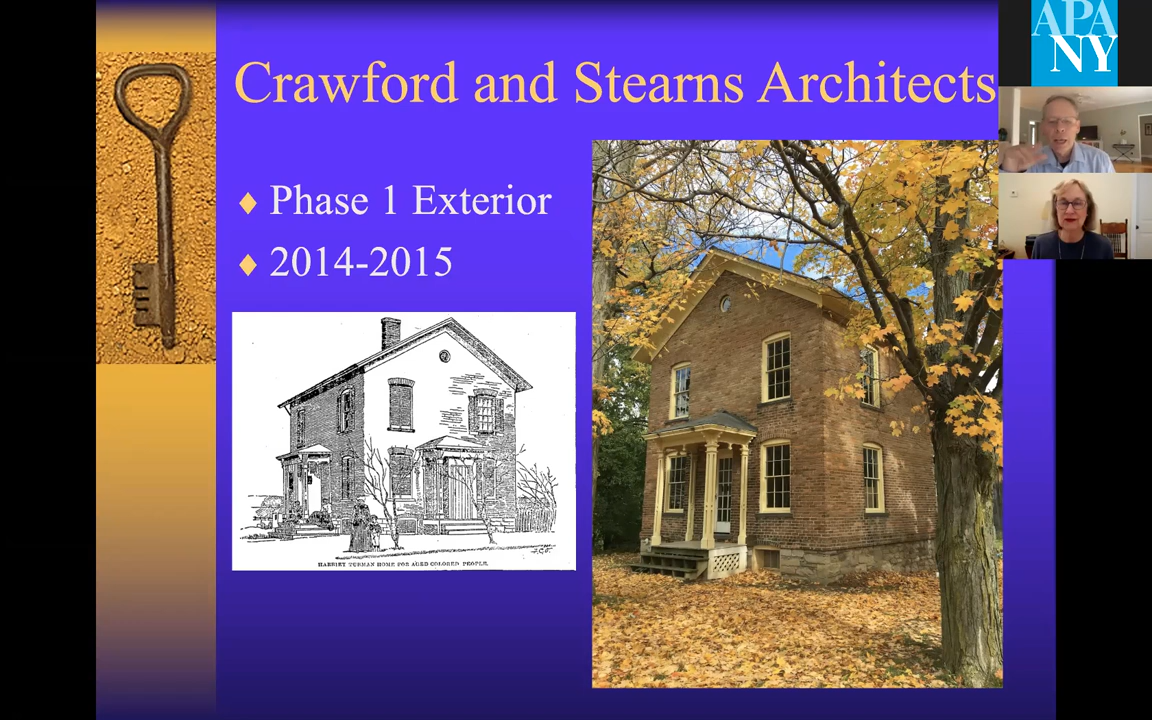 Crawford and Stearns Architects
APA
NY
Phase 1 Exterior
2014-2015
HARRIET TUBMAN HOME FOR AGED COLORED PEOPLE.